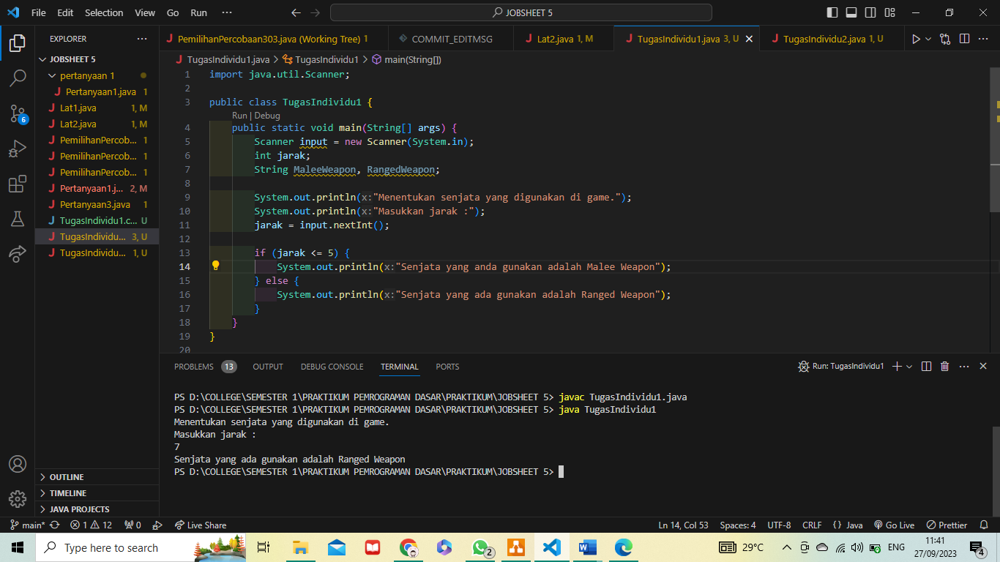 File Edit Selection View Go Run ··· JOBSHEET 5
EXPLORER ···
JOBSHEET 5
pertanyaan 1
Pertanyaan1.java 1
Lat1.java 1, M
Lat2.java 1, M
PemilihanPercob... 1
PemilihanPercob... 1
PemilihanPercob... 1
Pertanyaan1.j... 2, M
Pertanyaan3.java 1
TugasIndividu1.c... U
TugasIndividu... 3, U
TugasIndividu... 1, U
OUTLINE
TIMELINE
JAVA PROJECTS
PemilihanPercobaan303.java (Working Tree) 1 COMMIT_EDITMSG Lat2.java 1, M TugasIndividu1.java 3, U TugasIndividu2.java 1, U
TugasIndividu1.java > TugasIndividu1 > main(String[])
1 import java.util.Scanner;
2
3 public class TugasIndividu1 {
Run | Debug
4 public static void main(String[] args) {
5 Scanner input = new Scanner(System.in);
6 int jarak;
7 String MaleeWeapon, RangedWeapon;
8
9 System.out.println(x:"Menentukan senjata yang digunakan di game.");
10 System.out.println(x:"Masukkan jarak :");
11 jarak = input.nextInt();
12
13 if (jarak <= 5) {
14 System.out.println(x:"Senjata yang anda gunakan adalah Malee Weapon");
15 } else {
16 System.out.println(x:"Senjata yang ada gunakan adalah Ranged Weapon");
17 }
18 }
19 }
20
PROBLEMS 13 OUTPUT DEBUG CONSOLE TERMINAL PORTS Run: TugasIndividu1
PS D:\COLLEGE\SEMESTER 1\PRAKTIKUM PEMROGRAMAN DASAR\PRAKTIKUM\JOBSHEET 5> javac TugasIndividu1.java
PS D:\COLLEGE\SEMESTER 1\PRAKTIKUM PEMROGRAMAN DASAR\PRAKTIKUM\JOBSHEET 5> java TugasIndividu1
Menentukan senjata yang digunakan di game.
Masukkan jarak :
7
Senjata yang ada gunakan adalah Ranged Weapon
PS D:\COLLEGE\SEMESTER 1\PRAKTIKUM PEMROGRAMAN DASAR\PRAKTIKUM\JOBSHEET 5>
6
main* 1 12 0 Live Share Ln 14, Col 53 Spaces: 4 UTF-8 CRLF {} Java Go Live Prettier
Type here to search 2 29°C ENG 11:41
27/09/2023 4